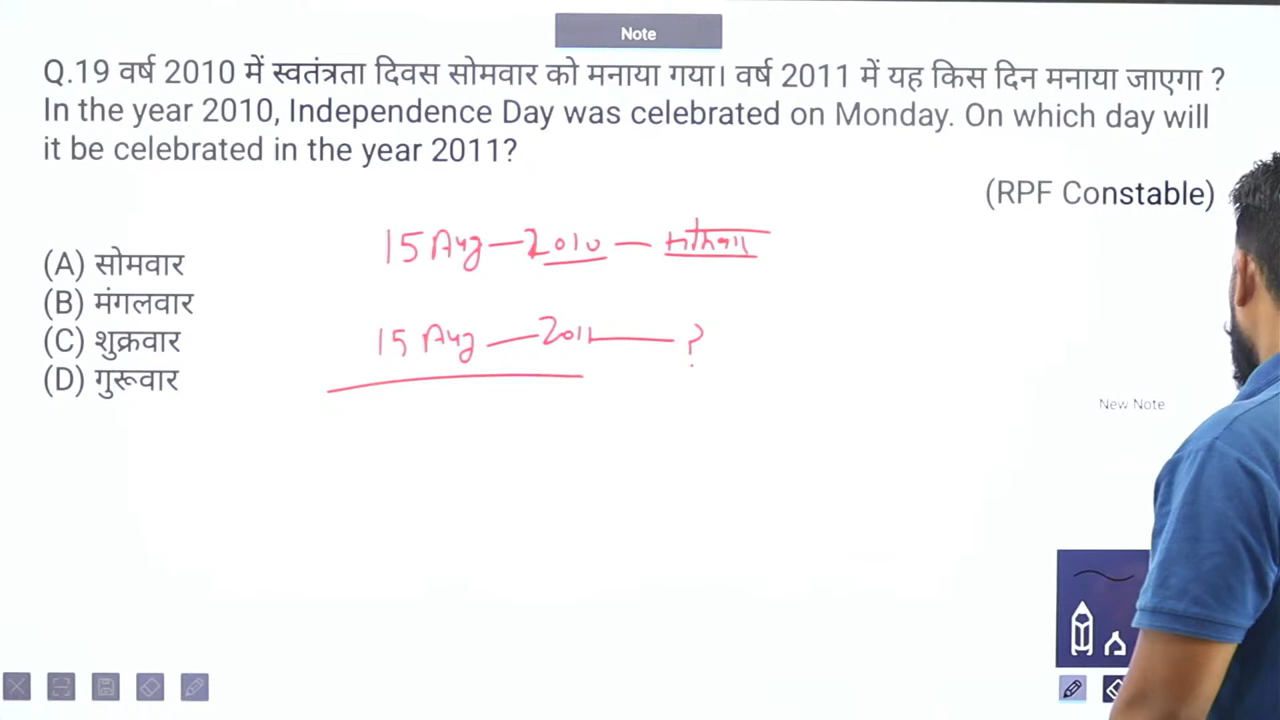 Note
Q.19 वर्ष 2010 में स्वतंत्रता दिवस सोमवार को मनाया गया। वर्ष 2011 में यह किस दिन मनाया जाएगा ?
In the year 2010, Independence Day was celebrated on Monday. On which day will
it be celebrated in the year 2011?
(RPF Constable)
(A) सोमवार
(B) मंगलवार
(C) शुक्रवार
(D) गुरूवार
15 Aug — 2010 —
15 Aug — 2011 — ?
New Note